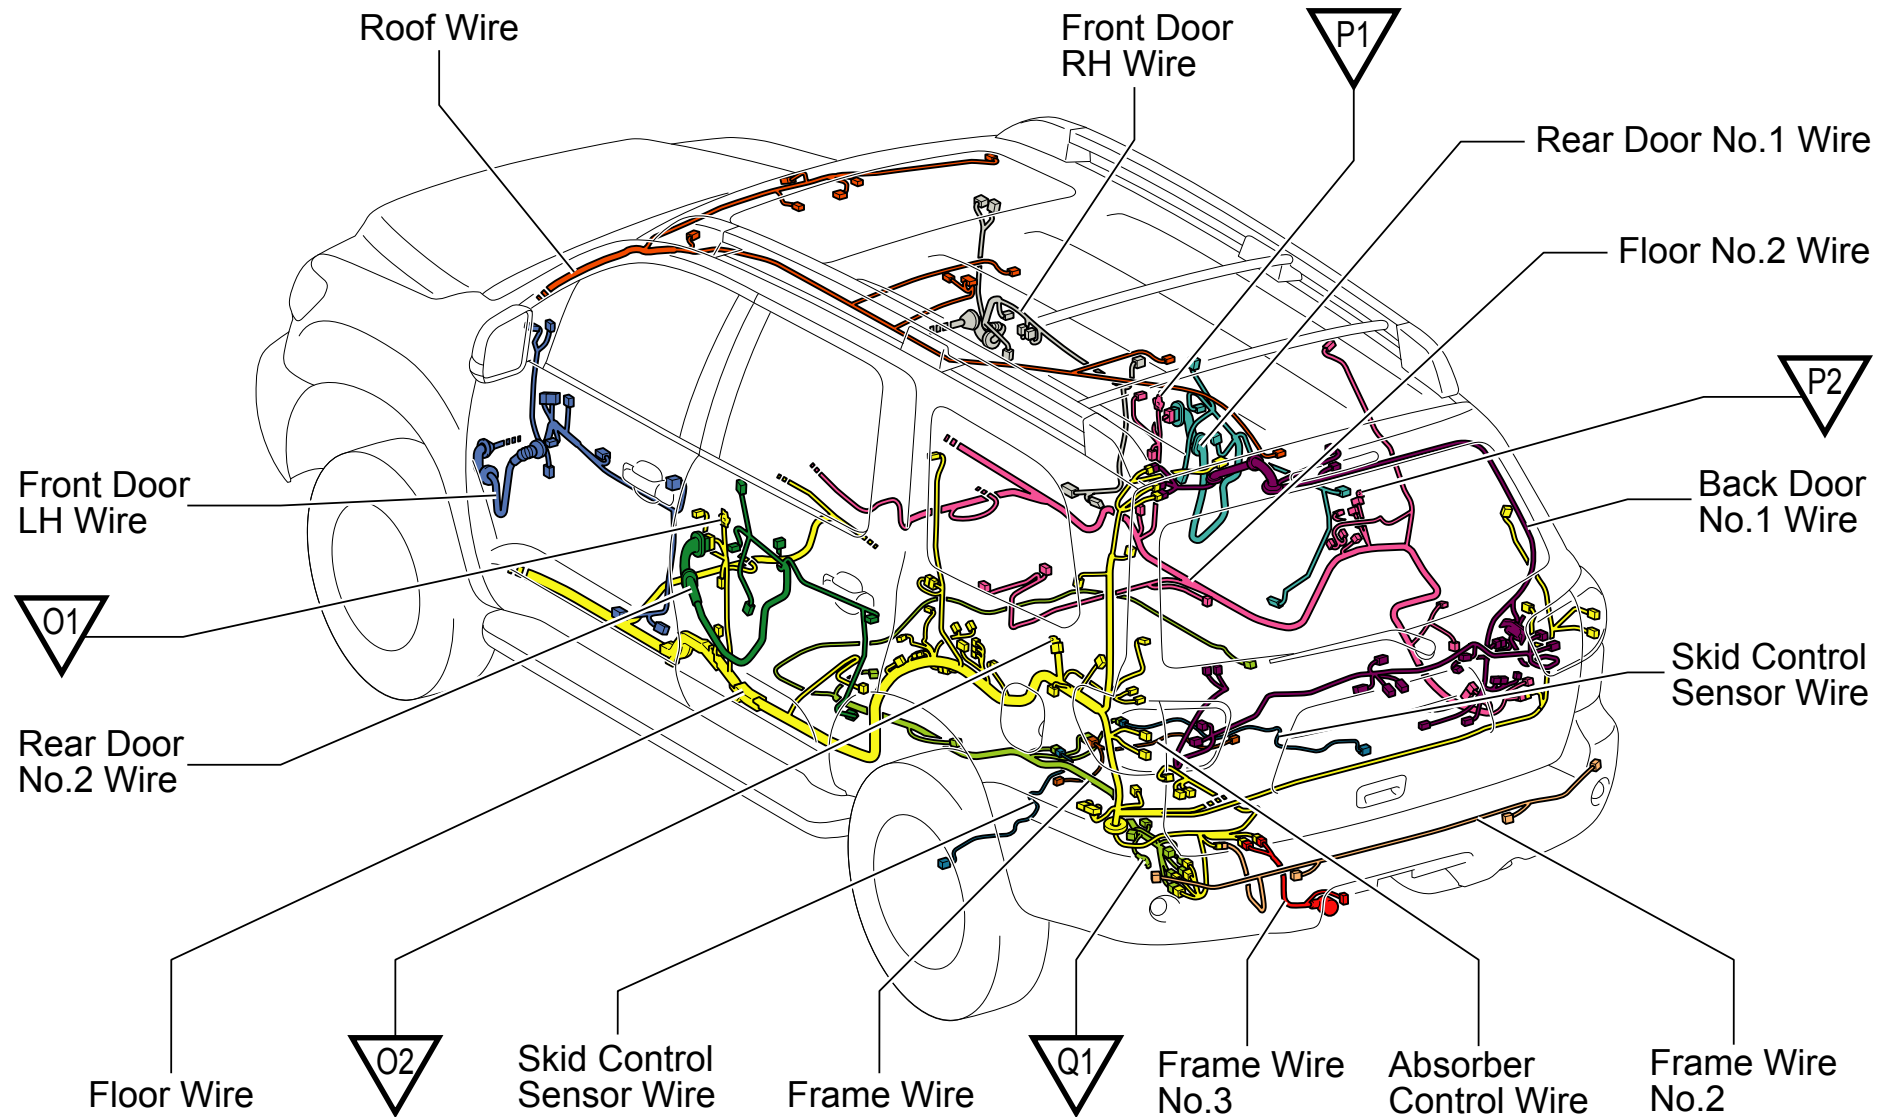 Roof Wire
Front Door
RH Wire
P1
Rear Door No.1 Wire
Floor No.2 Wire
P2
Front Door
LH Wire
Back Door
No.1 Wire
O1
Skid Control
Sensor Wire
Rear Door
No.2 Wire
Floor Wire
O2
Skid Control
Sensor Wire
Frame Wire
Q1
Frame Wire
No.3
Absorber
Control Wire
Frame Wire
No.2